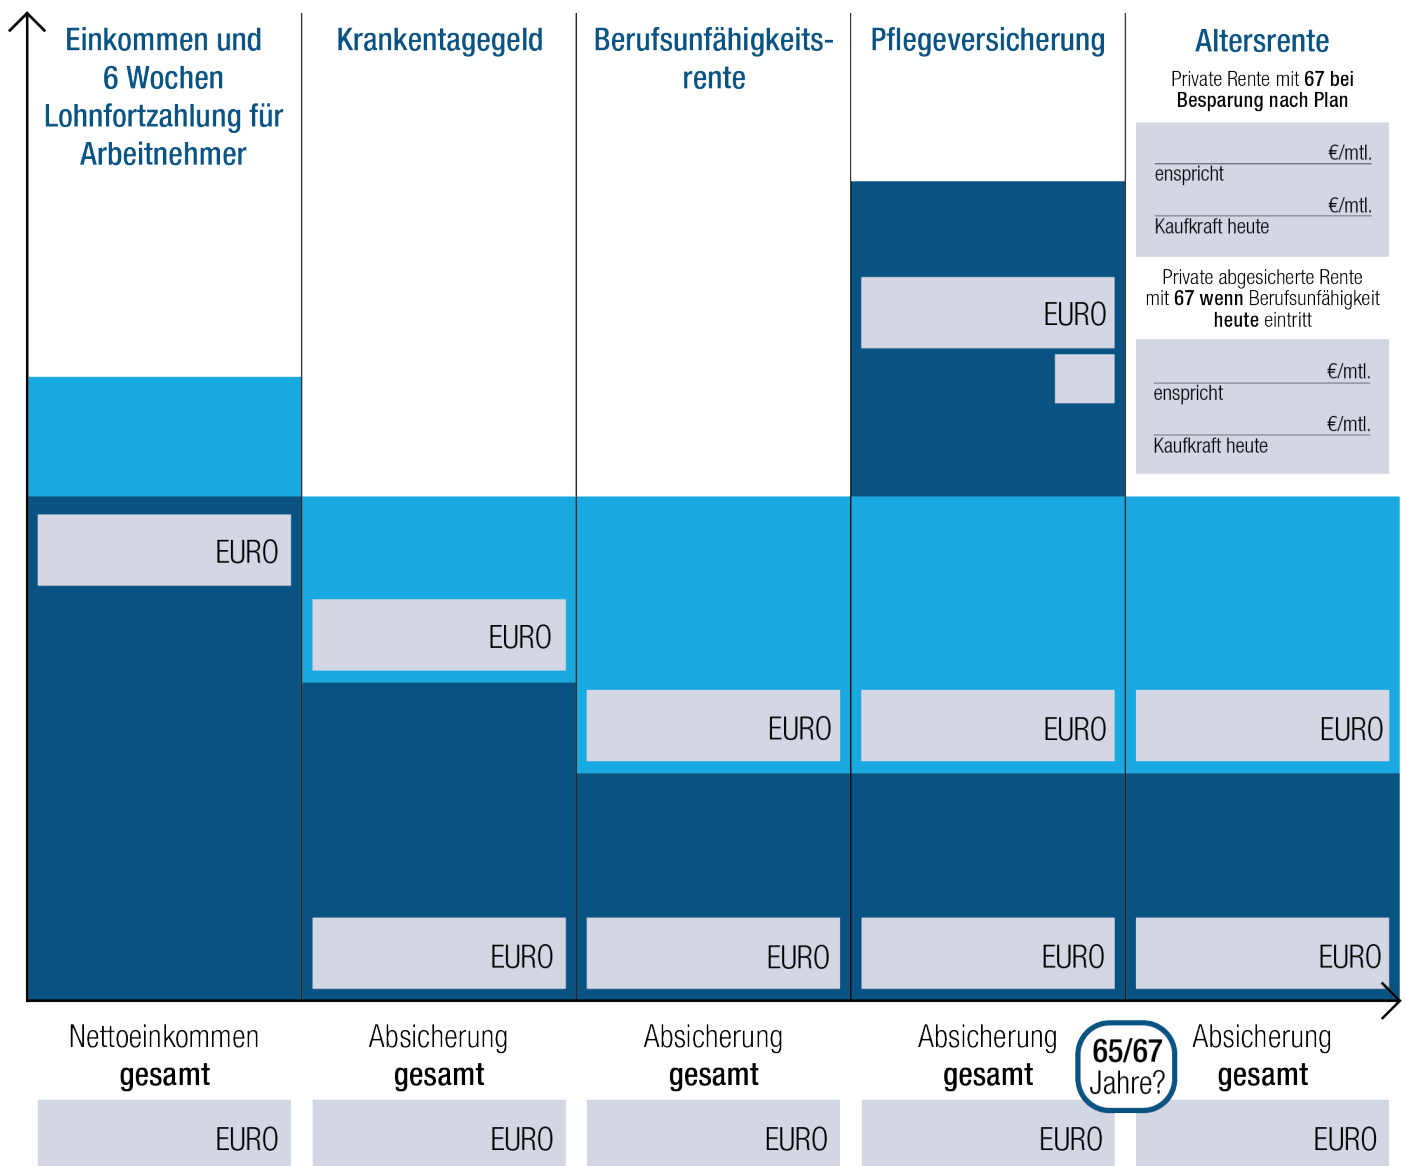 Einkommen und
6 Wochen
Lohnfortzahlung für
Arbeitnehmer
Krankentagegeld
Berufsunfähigkeits-
rente
Pflegeversicherung
Altersrente
Private Rente mit 67 bei
Besparung nach Plan
€/mtl.
enspricht
€/mtl.
Kaufkraft heute
Private abgesicherte Rente
mit 67 wenn Berufsunfähigkeit
heute eintritt
€/mtl.
enspricht
€/mtl.
Kaufkraft heute
EURO
EURO
EURO
EURO
EURO
EURO
EURO
EURO
EURO
EURO
Nettoeinkommen
gesamt
Absicherung
gesamt
Absicherung
gesamt
Absicherung
gesamt
65/67
Jahre?
Absicherung
gesamt
EURO
EURO
EURO
EURO
EURO